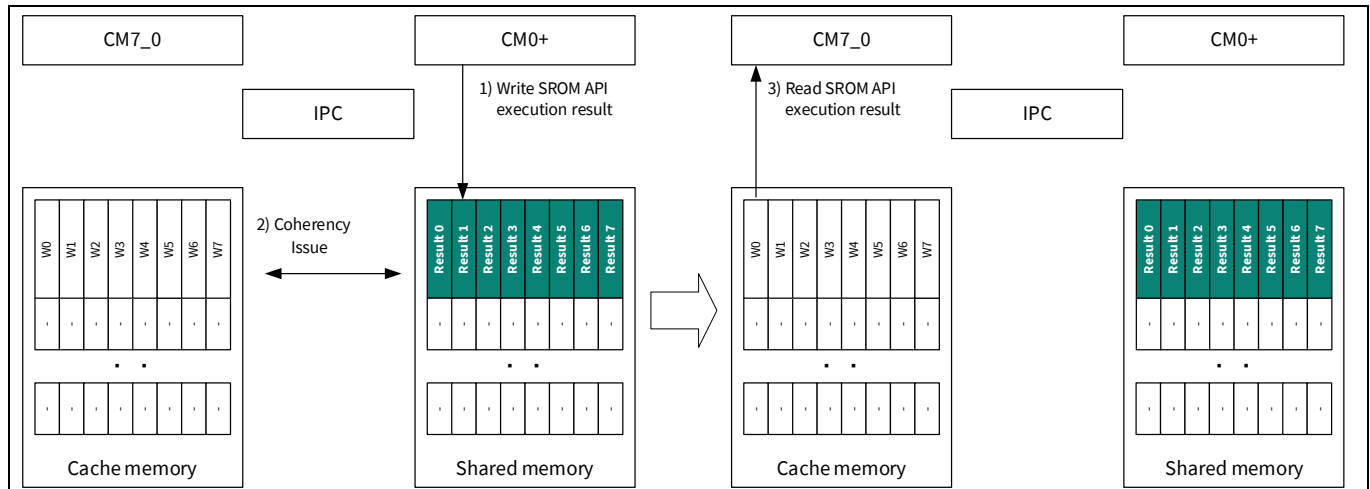 CM7_0
CM0+
CM7_0
CM0+
1) Write SROM API
execution result
3) Read SROM API
execution result
IPC
IPC
W0 W1 W2 W3 W4 W5 W6 W7
2) Coherency
Issue
Result 0 Result 1 Result 2 Result 3 Result 4 Result 5 Result 6 Result 7
W0 W1 W2 W3 W4 W5 W6 W7
Result 0 Result 1 Result 2 Result 3 Result 4 Result 5 Result 6 Result 7
- - - - - - - -
- - - - - - - -
- - - - - - - -
- - - - - - - -
. .
. .
. .
. .
- - - - - - - -
- - - - - - - -
- - - - - - - -
- - - - - - - -
Cache memory
Shared memory
Cache memory
Shared memory